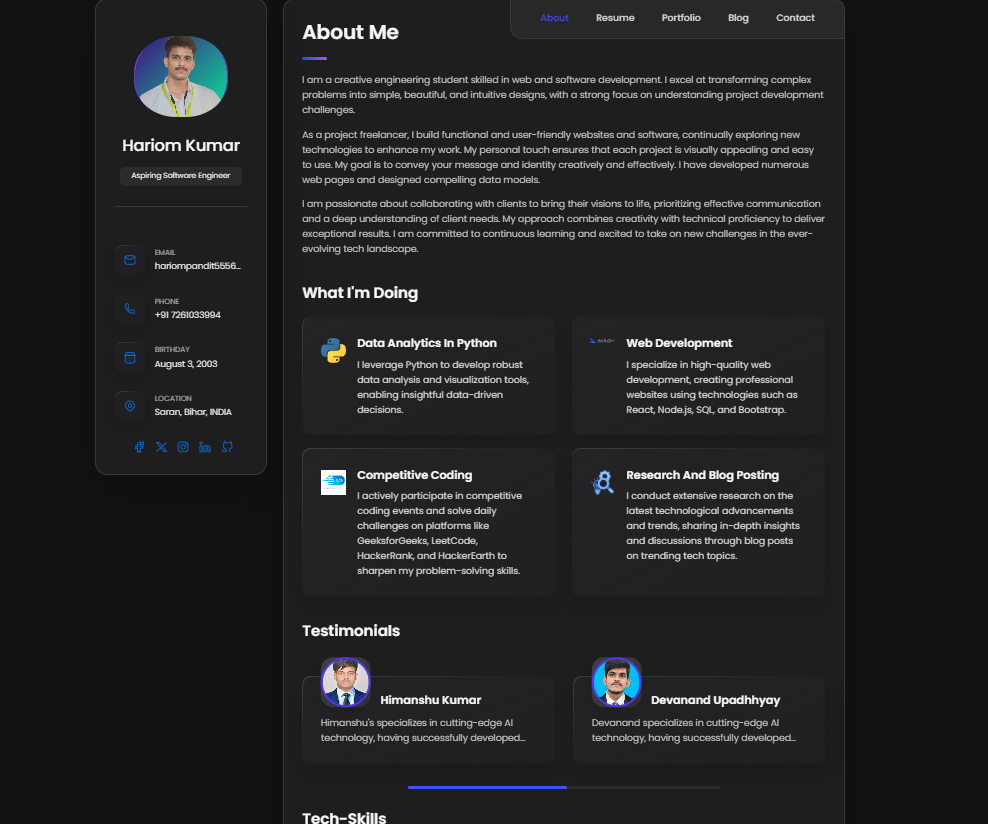 Hariom Kumar
Aspiring Software Engineer
EMAIL
hariompandit5556...
PHONE
+91 7261033994
BIRTHDAY
August 3, 2003
LOCATION
Saran, Bihar, INDIA
About
Resume
Portfolio
Blog
Contact
About Me
I am a creative engineering student skilled in web and software development. I excel at transforming complex
problems into simple, beautiful, and intuitive designs, with a strong focus on understanding project development
challenges.
As a project freelancer, I build functional and user-friendly websites and software, continually exploring new
technologies to enhance my work. My personal touch ensures that each project is visually appealing and easy
to use. My goal is to convey your message and identity creatively and effectively. I have developed numerous
web pages and designed compelling data models.
I am passionate about collaborating with clients to bring their visions to life, prioritizing effective communication
and a deep understanding of client needs. My approach combines creativity with technical proficiency to deliver
exceptional results. I am committed to continuous learning and excited to take on new challenges in the ever-
evolving tech landscape.
What I'm Doing
Data Analytics In Python
I leverage Python to develop robust
data analysis and visualization tools,
enabling insightful data-driven
decisions.
Web Development
I specialize in high-quality web
development, creating professional
websites using technologies such as
React, Node.js, SQL, and Bootstrap.
Competitive Coding
I actively participate in competitive
coding events and solve daily
challenges on platforms like
GeeksforGeeks, LeetCode,
HackerRank, and HackerEarth to
sharpen my problem-solving skills.
Research And Blog Posting
I conduct extensive research on the
latest technological advancements
and trends, sharing in-depth insights
and discussions through blog posts
on trending tech topics.
Testimonials
Himanshu Kumar
Himanshu's specializes in cutting-edge AI
technology, having successfully developed...
Devanand Upadhhyay
Devanand specializes in cutting-edge AI
technology, having successfully developed...
Tech-Skills